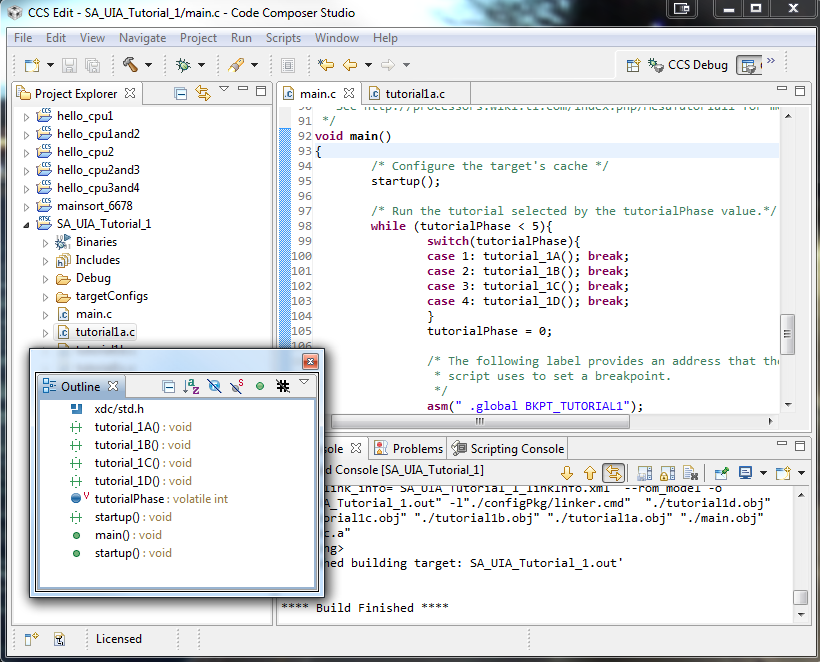 CCS Edit - SA_UIA_Tutorial_1/main.c - Code Composer Studio
File Edit View Navigate Project Run Scripts Window Help
CCS Debug
Project Explorer
hello_cpu1
hello_cpu1and2
hello_cpu2
hello_cpu2and3
hello_cpu3and4
mainsort_6678
SA_UIA_Tutorial_1
Binaries
Includes
Debug
targetConfigs
main.c
tutorial1a.c
main.c tutorial1a.c
91 */
92 void main()
93 {
94 /* Configure the target's cache */
95 startup();
96
97 /* Run the tutorial selected by the tutorialPhase value.*/
98 while (tutorialPhase < 5){
99 switch(tutorialPhase){
100 case 1: tutorial_1A(); break;
101 case 2: tutorial_1B(); break;
102 case 3: tutorial_1C(); break;
103 case 4: tutorial_1D(); break;
104 }
105 tutorialPhase = 0;
106
/* The following label provides an address that the
* script uses to set a breakpoint.
*/
asm(" .global BKPT_TUTORIAL1");
Outline
xdc/std.h
tutorial_1A() : void
tutorial_1B() : void
tutorial_1C() : void
tutorial_1D() : void
tutorialPhase : volatile int
startup() : void
main() : void
startup() : void
sole Problems Scripting Console
d Console [SA_UIA_Tutorial_1]
link_info="SA_UIA_Tutorial_1_linkInfo.xml" --rom_model -o
A_Tutorial_1.out" -l"./configPkg/linker.cmd" "./tutorial1d.obj"
orial1c.obj" "./tutorial1b.obj" "./tutorial1a.obj" "./main.obj"
c.a"
ng>
hed building target: SA_UIA_Tutorial_1.out'
**** Build Finished ****
Licensed